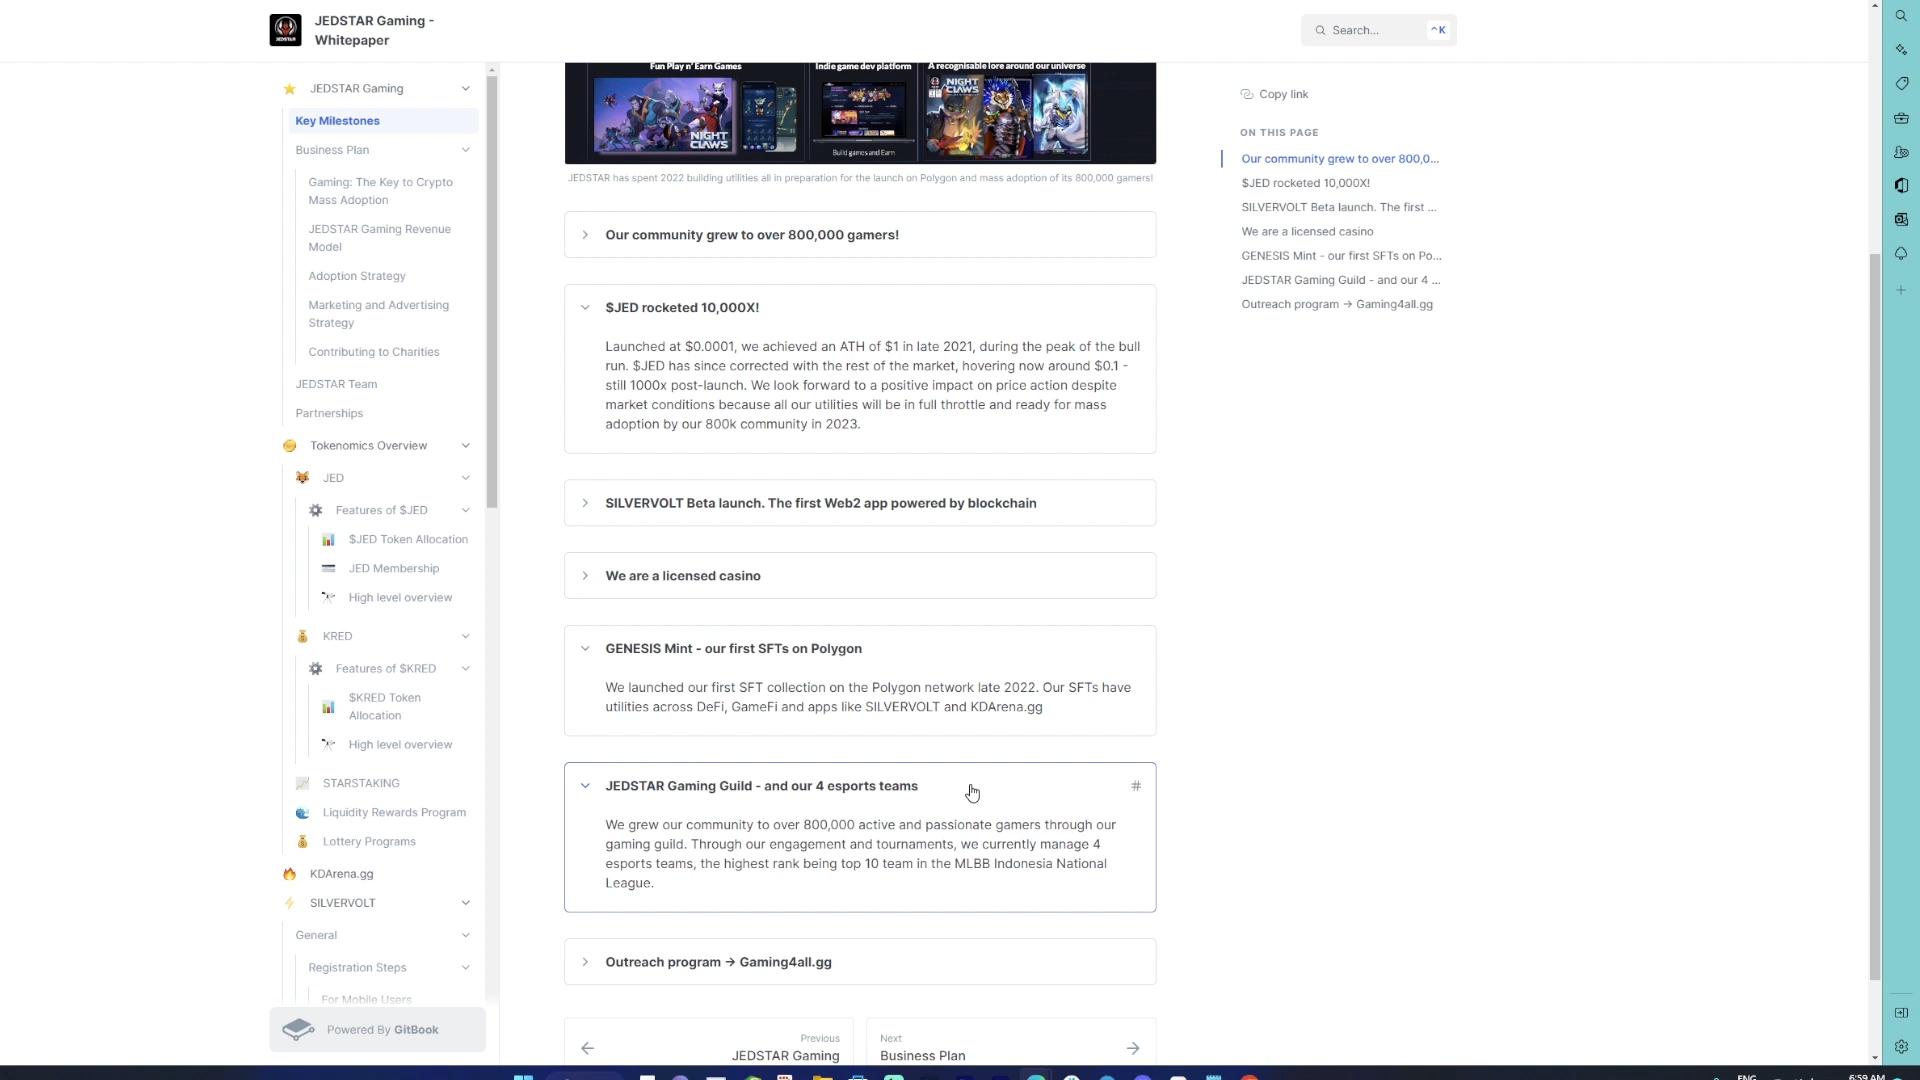 JEDSTAR Gaming -
Whitepaper
JEDSTAR
Search...
^K
JEDSTAR Gaming
Key Milestones
Business Plan
Gaming: The Key to Crypto
Mass Adoption
JEDSTAR Gaming Revenue
Model
Adoption Strategy
Marketing and Advertising
Strategy
Contributing to Charities
JEDSTAR Team
Partnerships
Tokenomics Overview
JED
Features of $JED
$JED Token Allocation
JED Membership
High level overview
KRED
Features of $KRED
$KRED Token
Allocation
High level overview
STARSTAKING
Liquidity Rewards Program
Lottery Programs
KDArena.gg
SILVERVOLT
General
Registration Steps
For Mobile Users
Powered By GitBook
Fun Play n' Earn Games
Indie game dev platform
A recognisable lore around our universe
NIGHT
CLAWS
NIGHT
CLAWS
Build games and Earn
JEDSTAR has spent 2022 building utilities all in preparation for the launch on Polygon and mass adoption of its 800,000 gamers!
Our community grew to over 800,000 gamers!
$JED rocketed 10,000X!
Launched at $0.0001, we achieved an ATH of $1 in late 2021, during the peak of the bull
run. $JED has since corrected with the rest of the market, hovering now around $0.1 -
still 1000x post-launch. We look forward to a positive impact on price action despite
market conditions because all our utilities will be in full throttle and ready for mass
adoption by our 800k community in 2023.
SILVERVOLT Beta launch. The first Web2 app powered by blockchain
We are a licensed casino
GENESIS Mint - our first SFTs on Polygon
We launched our first SFT collection on the Polygon network late 2022. Our SFTs have
utilities across DeFi, GameFi and apps like SILVERVOLT and KDArena.gg
JEDSTAR Gaming Guild - and our 4 esports teams
#
We grew our community to over 800,000 active and passionate gamers through our
gaming guild. Through our engagement and tournaments, we currently manage 4
esports teams, the highest rank being top 10 team in the MLBB Indonesia National
League.
Outreach program → Gaming4all.gg
Previous
JEDSTAR Gaming
Next
Business Plan
Copy link
ON THIS PAGE
Our community grew to over 800,0...
$JED rocketed 10,000X!
SILVERVOLT Beta launch. The first ...
We are a licensed casino
GENESIS Mint - our first SFTs on Po...
JEDSTAR Gaming Guild - and our 4 ...
Outreach program → Gaming4all.gg
ENG
6:59 AM